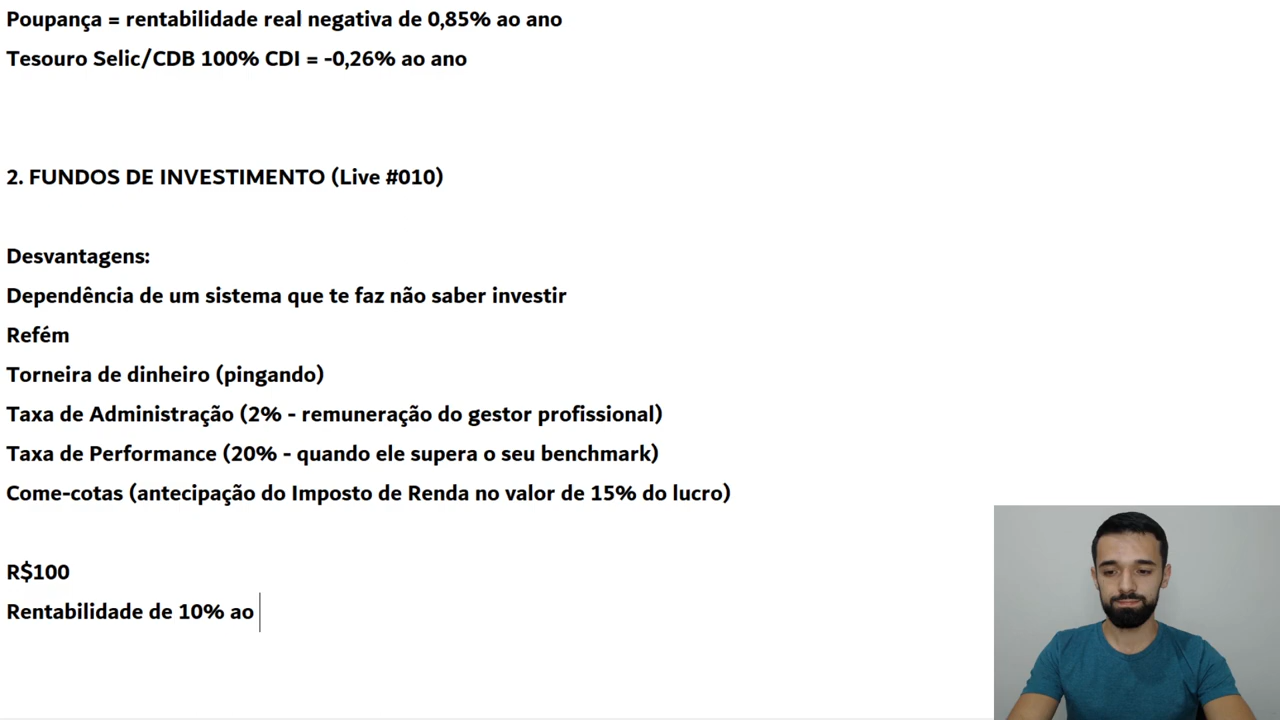 Poupança = rentabilidade real negativa de 0,85% ao ano
Tesouro Selic/CDB 100% CDI = -0,26% ao ano
2. FUNDOS DE INVESTIMENTO (Live #010)
Desvantagens:
Dependência de um sistema que te faz não saber investir
Refém
Torneira de dinheiro (pingando)
Taxa de Administração (2% - remuneração do gestor profissional)
Taxa de Performance (20% - quando ele supera o seu benchmark)
Come-cotas (antecipação do Imposto de Renda no valor de 15% do lucro)
R$100
Rentabilidade de 10% ao